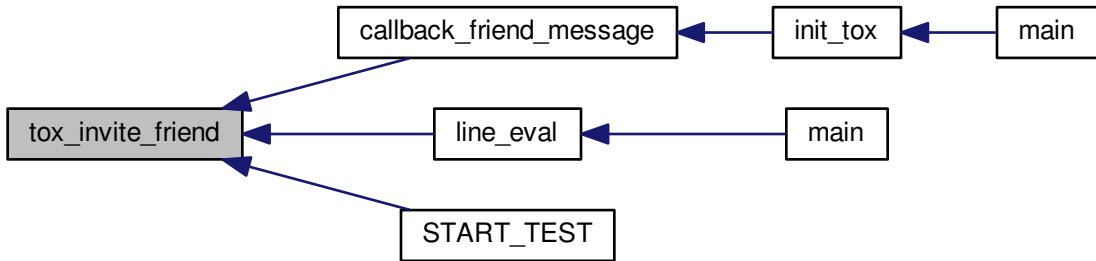 callback_friend_message
init_tox
main
tox_invite_friend
line_eval
main
START_TEST